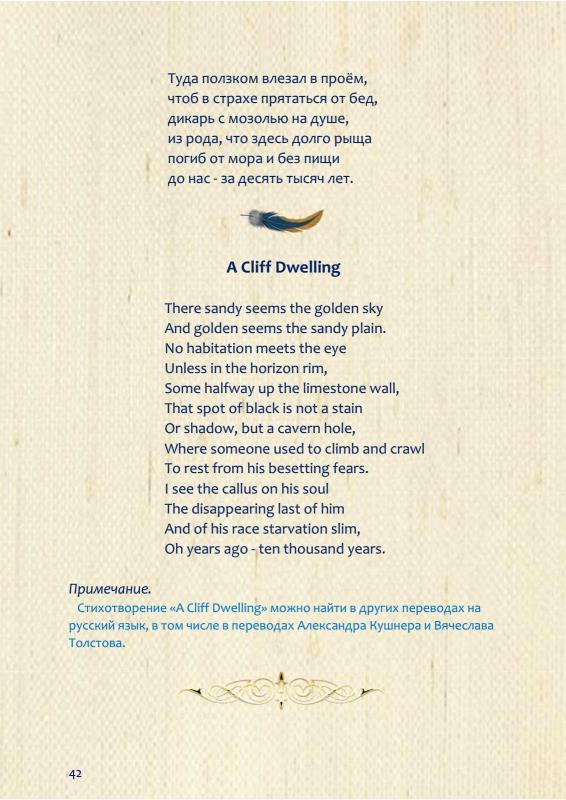 Туда ползком влезал в проём,
чтоб в страхе прятаться от бед,
дикарь с мозолью на душе,
из рода, что здесь долго рыща
погиб от мора и без пищи
до нас - за десять тысяч лет.
A Cliff Dwelling
There sandy seems the golden sky
And golden seems the sandy plain.
No habitation meets the eye
Unless in the horizon rim,
Some halfway up the limestone wall,
That spot of black is not a stain
Or shadow, but a cavern hole,
Where someone used to climb and crawl
To rest from his besetting fears.
I see the callus on his soul
The disappearing last of him
And of his race starvation slim,
Oh years ago - ten thousand years.
Примечание.
Стихотворение «A Cliff Dwelling» можно найти в других переводах на
русский язык, в том числе в переводах Александра Кушнера и Вячеслава
Толстова.
42